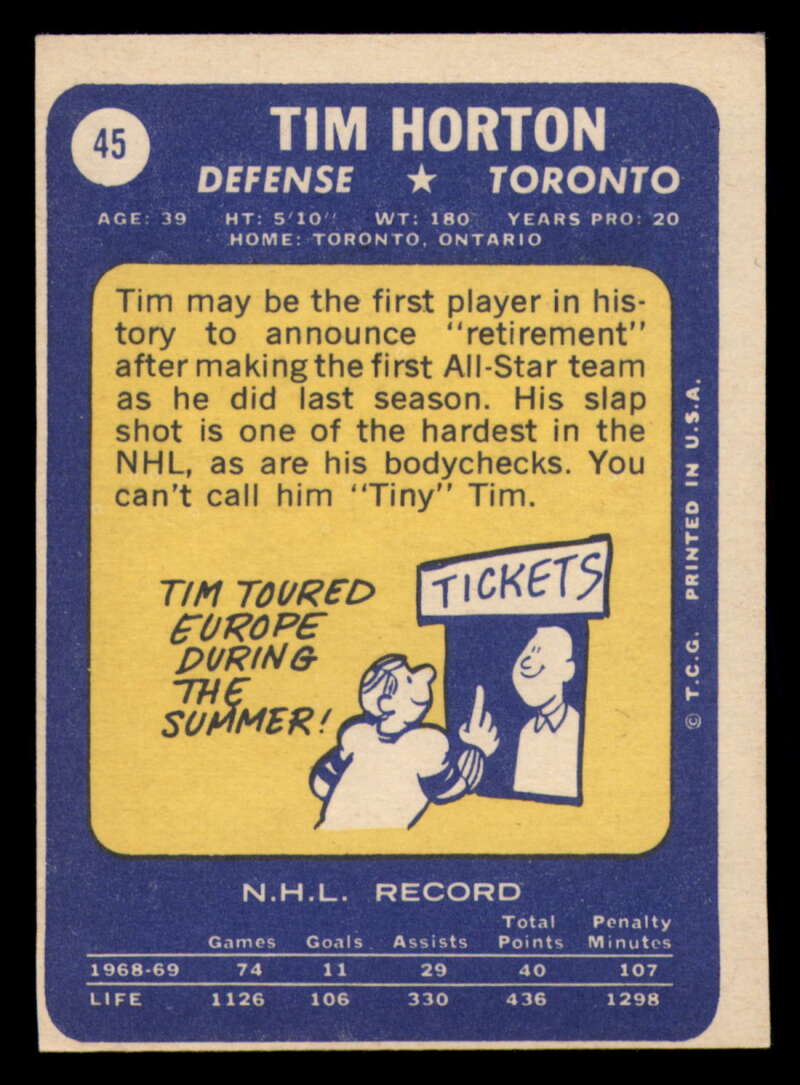 45
TIM HORTON
DEFENSE ★ TORONTO
AGE: 39 HT: 5'10" WT: 180 YEARS PRO: 20
HOME: TORONTO, ONTARIO
Tim may be the first player in his-
tory to announce "retirement"
after making the first All-Star team
as he did last season. His slap
shot is one of the hardest in the
NHL, as are his bodychecks. You
can't call him "Tiny" Tim.
TICKETS
TIM TOURED
EUROPE
DURING
THE
SUMMER!
© T.C.G. PRINTED IN U.S.A.
N.H.L. RECORD
Total Penalty
Games Goals Assists Points Minutes
1968-69 74 11 29 40 107
LIFE 1126 106 330 436 1298